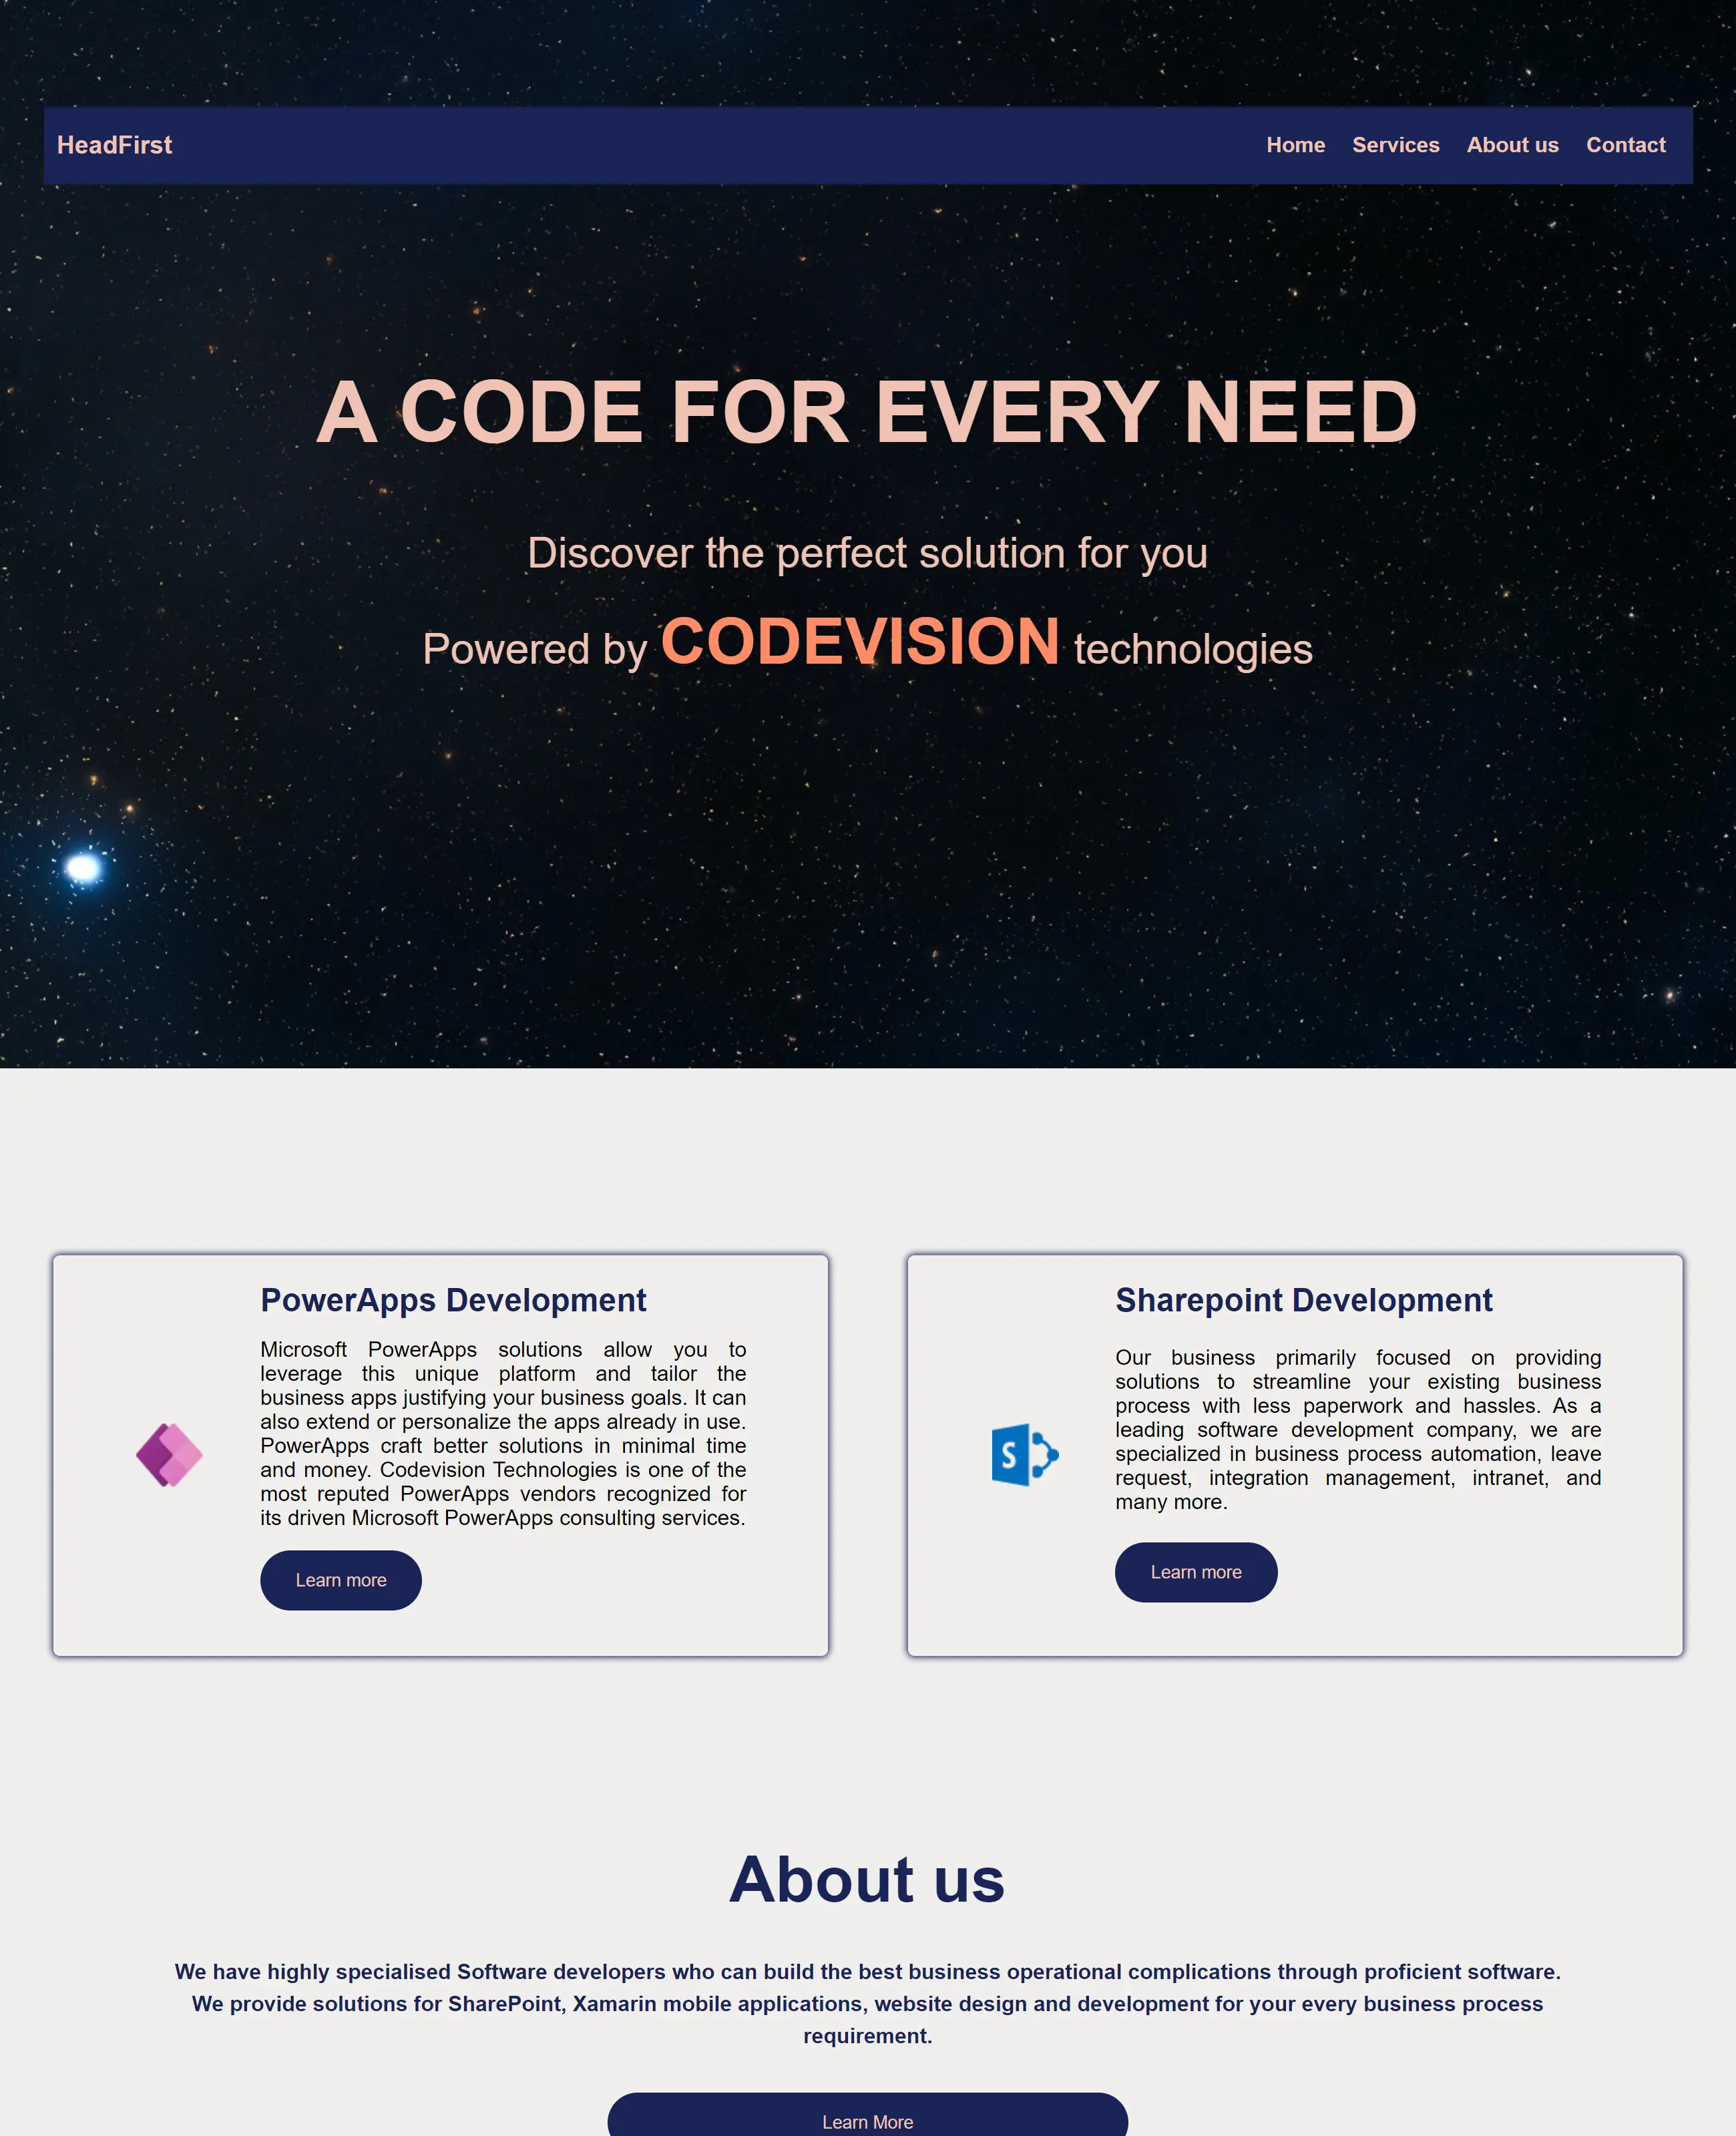 HeadFirst
Home Services About us Contact
A CODE FOR EVERY NEED
Discover the perfect solution for you
Powered by CODEVISION technologies
PowerApps Development
Microsoft PowerApps solutions allow you to
leverage this unique platform and tailor the
business apps justifying your business goals. It can
also extend or personalize the apps already in use.
PowerApps craft better solutions in minimal time
and money. Codevision Technologies is one of the
most reputed PowerApps vendors recognized for
its driven Microsoft PowerApps consulting services.
Learn more
Sharepoint Development
S
Our business primarily focused on providing
solutions to streamline your existing business
process with less paperwork and hassles. As a
leading software development company, we are
specialized in business process automation, leave
request, integration management, intranet, and
many more.
Learn more
About us
We have highly specialised Software developers who can build the best business operational complications through proficient software.
We provide solutions for SharePoint, Xamarin mobile applications, website design and development for your every business process
requirement.
Learn More